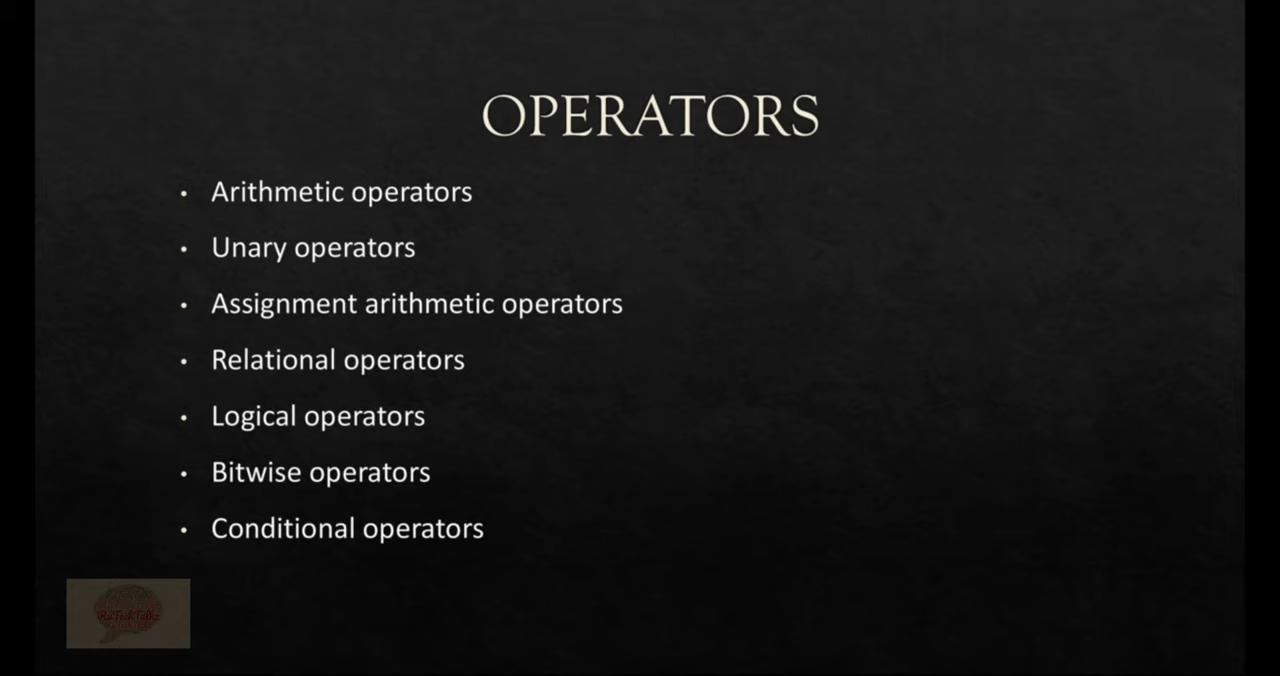 OPERATORS
• Arithmetic operators
• Unary operators
• Assignment arithmetic operators
• Relational operators
• Logical operators
• Bitwise operators
• Conditional operators